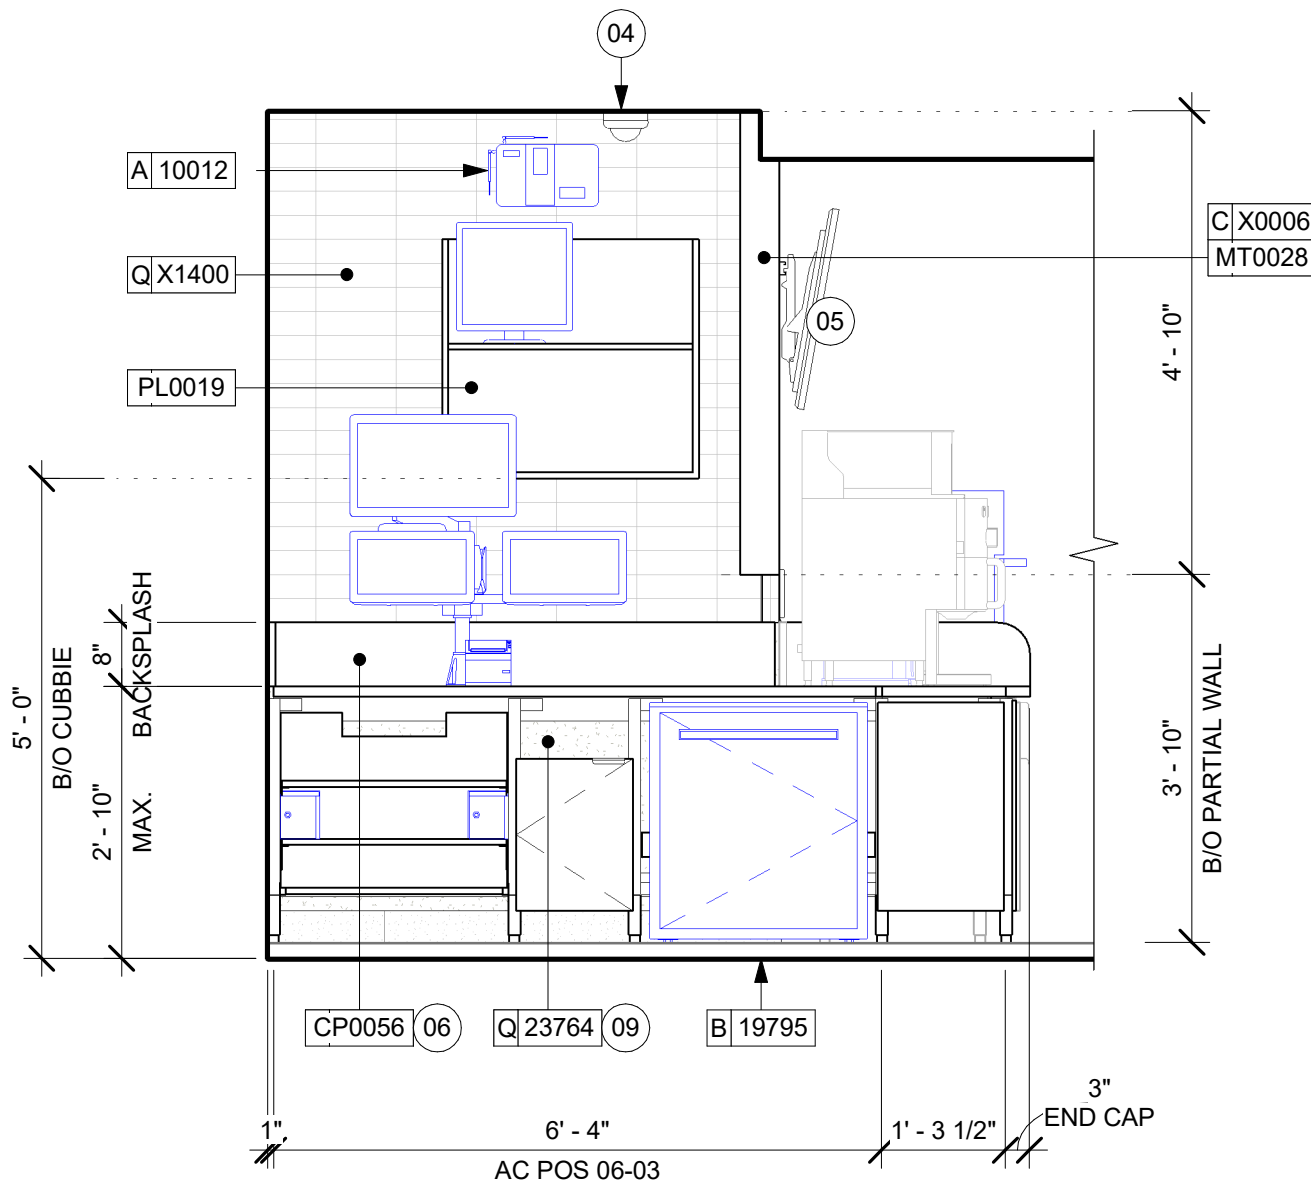 04
A 10012
C X0006
MT0028
Q X1400
05
4' - 10"
PL0019
5' - 0"
B/O CUBBIE
8"
BACKSPLASH
2' - 10"
MAX.
3' - 10"
B/O PARTIAL WALL
CP0056 06
Q 23764 09
B 19795
1"
6' - 4"
1' - 3 1/2"
3"
END CAP
AC POS 06-03